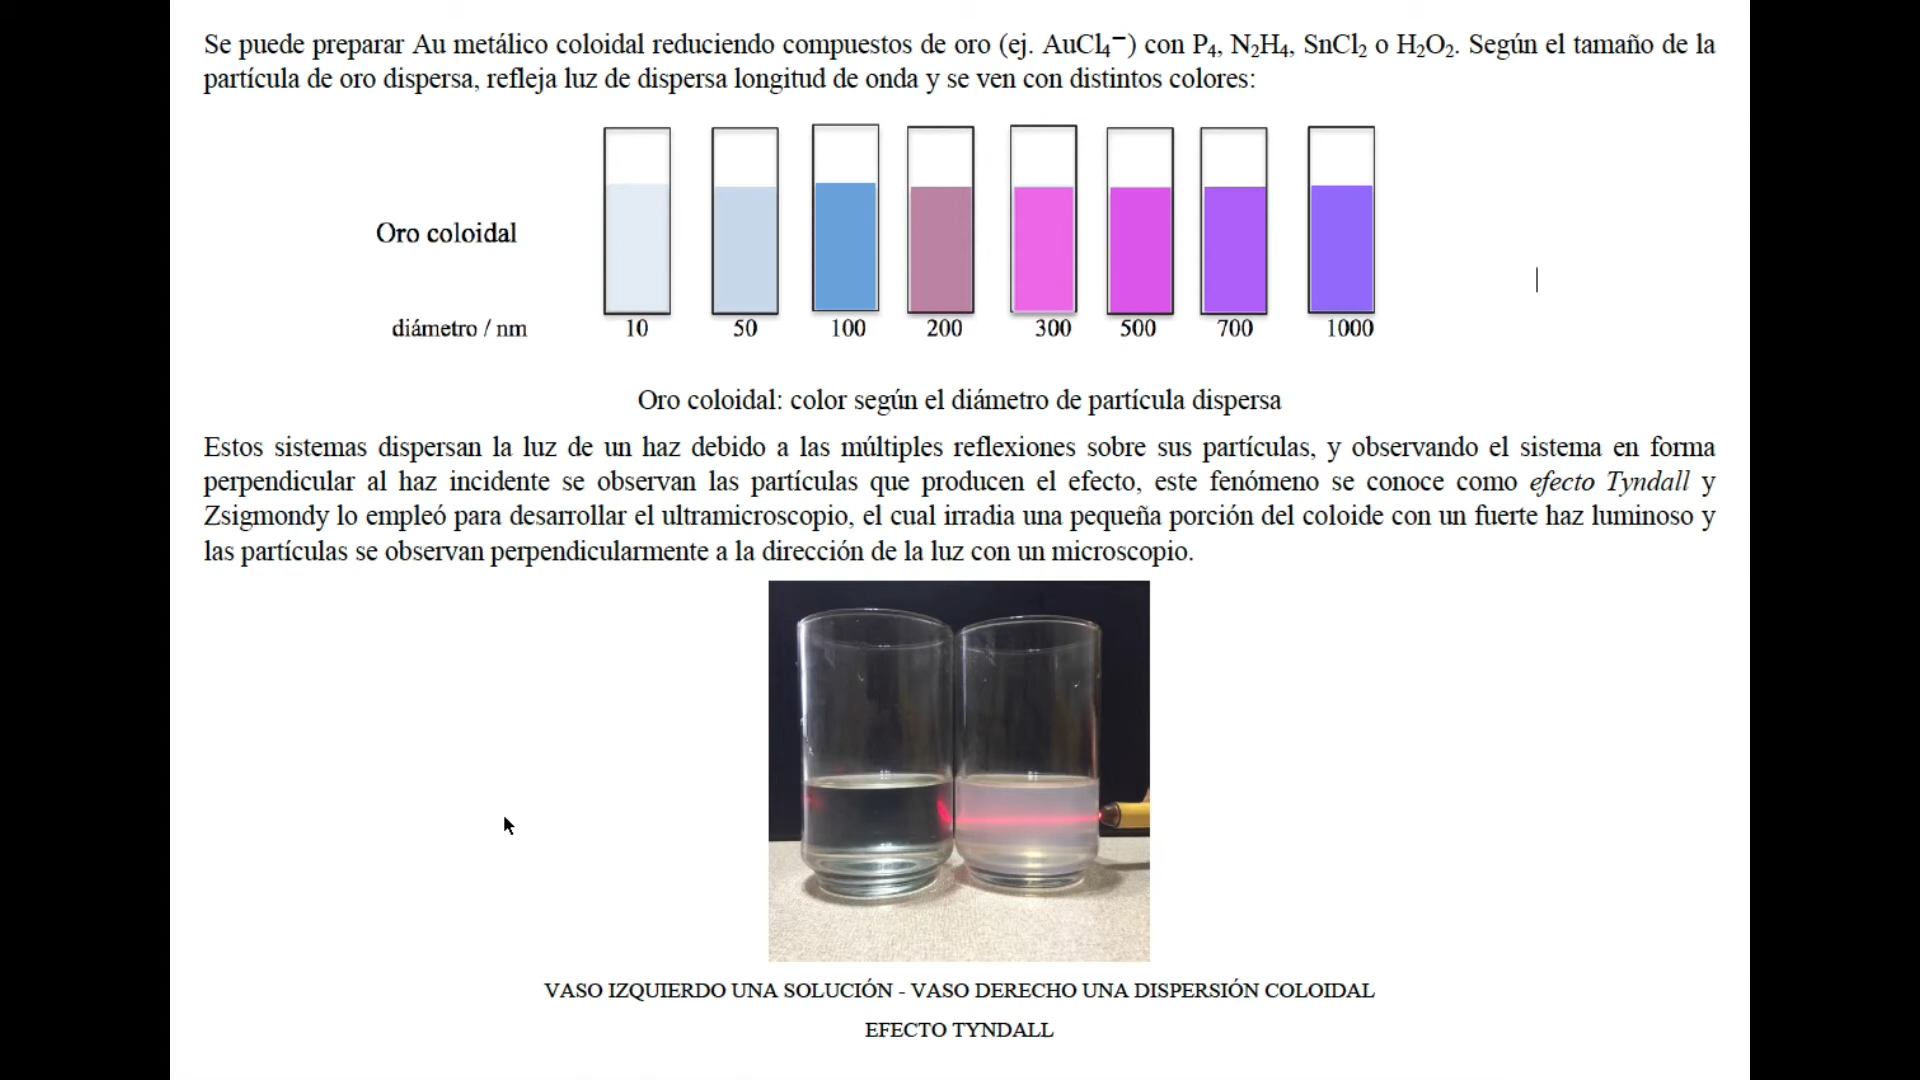 Se puede preparar Au metálico coloidal reduciendo compuestos de oro (ej. AuCl₄⁻) con P₄, N₂H₄, SnCl₂ o H₂O₂. Según el tamaño de la
partícula de oro dispersa, refleja luz de dispersa longitud de onda y se ven con distintos colores:
Oro coloidal
diámetro / nm 10 50 100 200 300 500 700 1000
Oro coloidal: color según el diámetro de partícula dispersa
Estos sistemas dispersan la luz de un haz debido a las múltiples reflexiones sobre sus partículas, y observando el sistema en forma
perpendicular al haz incidente se observan las partículas que producen el efecto, este fenómeno se conoce como efecto Tyndall y
Zsigmondy lo empleó para desarrollar el ultramicroscopio, el cual irradia una pequeña porción del coloide con un fuerte haz luminoso y
las partículas se observan perpendicularmente a la dirección de la luz con un microscopio.
VASO IZQUIERDO UNA SOLUCIÓN - VASO DERECHO UNA DISPERSIÓN COLOIDAL
EFECTO TYNDALL